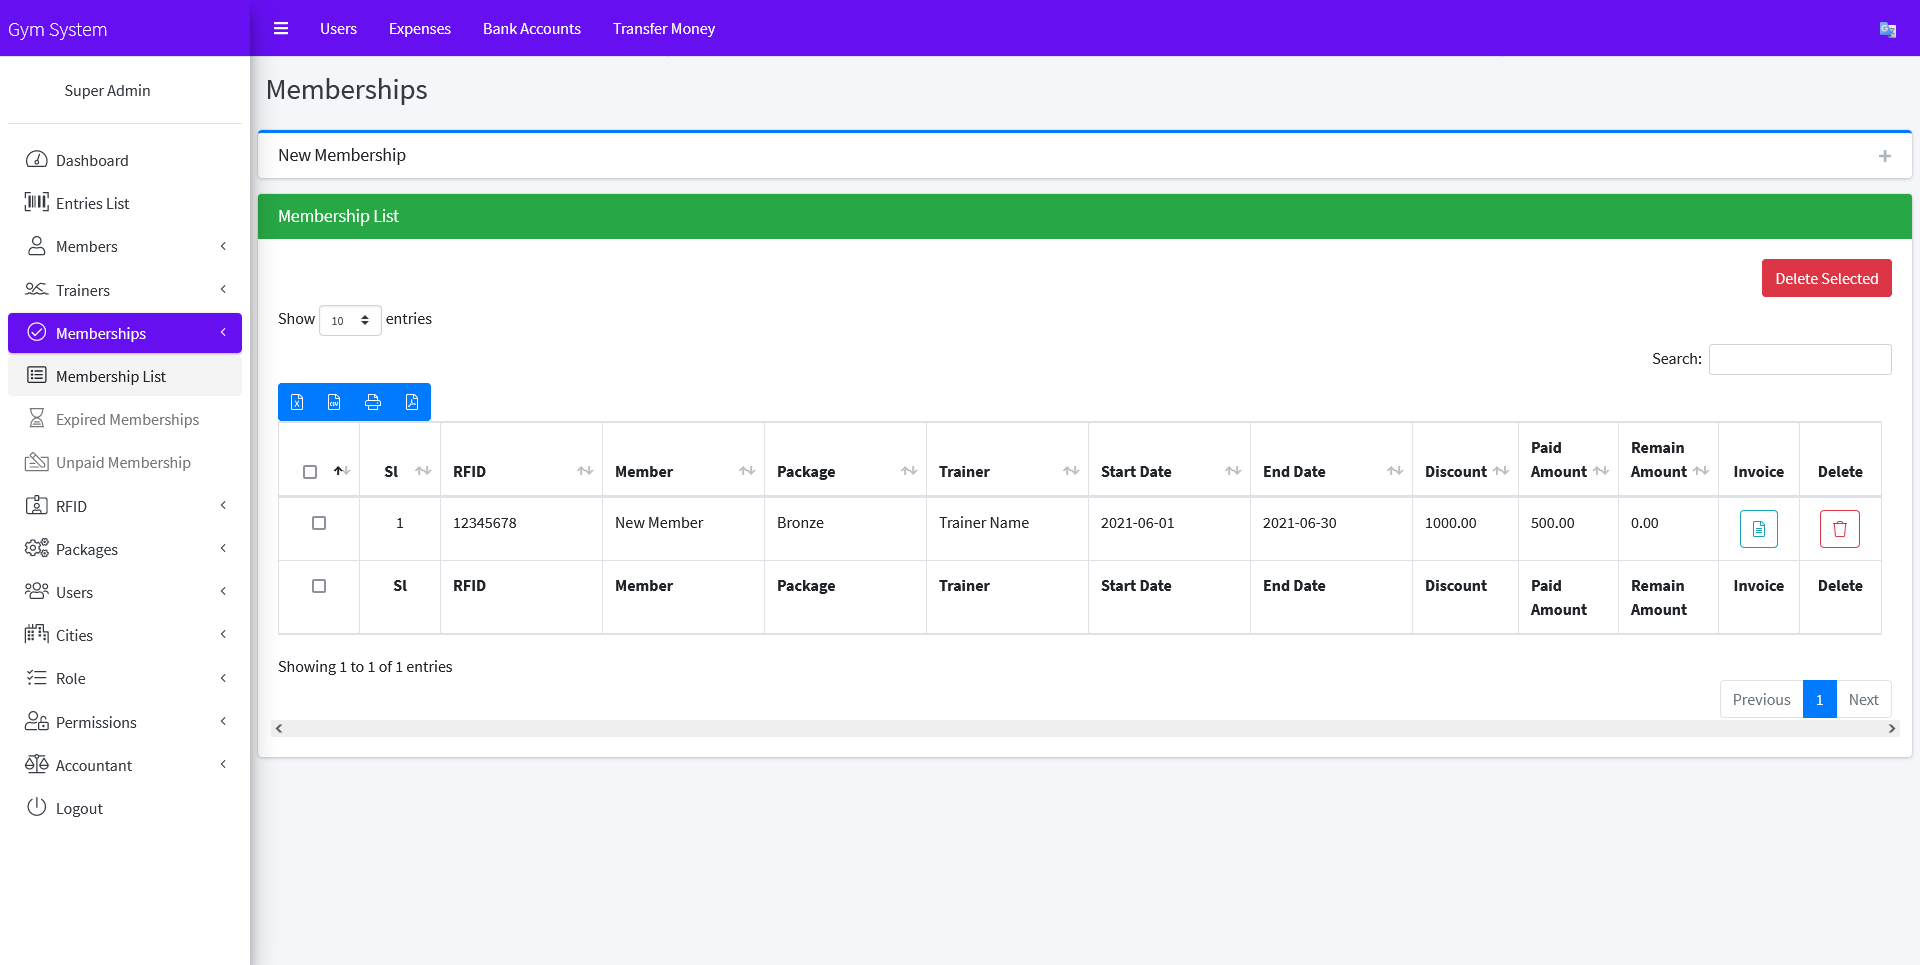 Gym System
Users Expenses Bank Accounts Transfer Money
Super Admin
Dashboard
Entries List
Members
Trainers
Memberships
Membership List
Expired Memberships
Unpaid Membership
RFID
Packages
Users
Cities
Role
Permissions
Accountant
Logout
Memberships
New Membership
Membership List
Delete Selected
Show 10 entries
Search:
Sl RFID Member Package Trainer Start Date End Date Discount Paid Amount Remain Amount Invoice Delete
1 12345678 New Member Bronze Trainer Name 2021-06-01 2021-06-30 1000.00 500.00 0.00
Sl RFID Member Package Trainer Start Date End Date Discount Paid Amount Remain Amount Invoice Delete
Showing 1 to 1 of 1 entries
Previous 1 Next